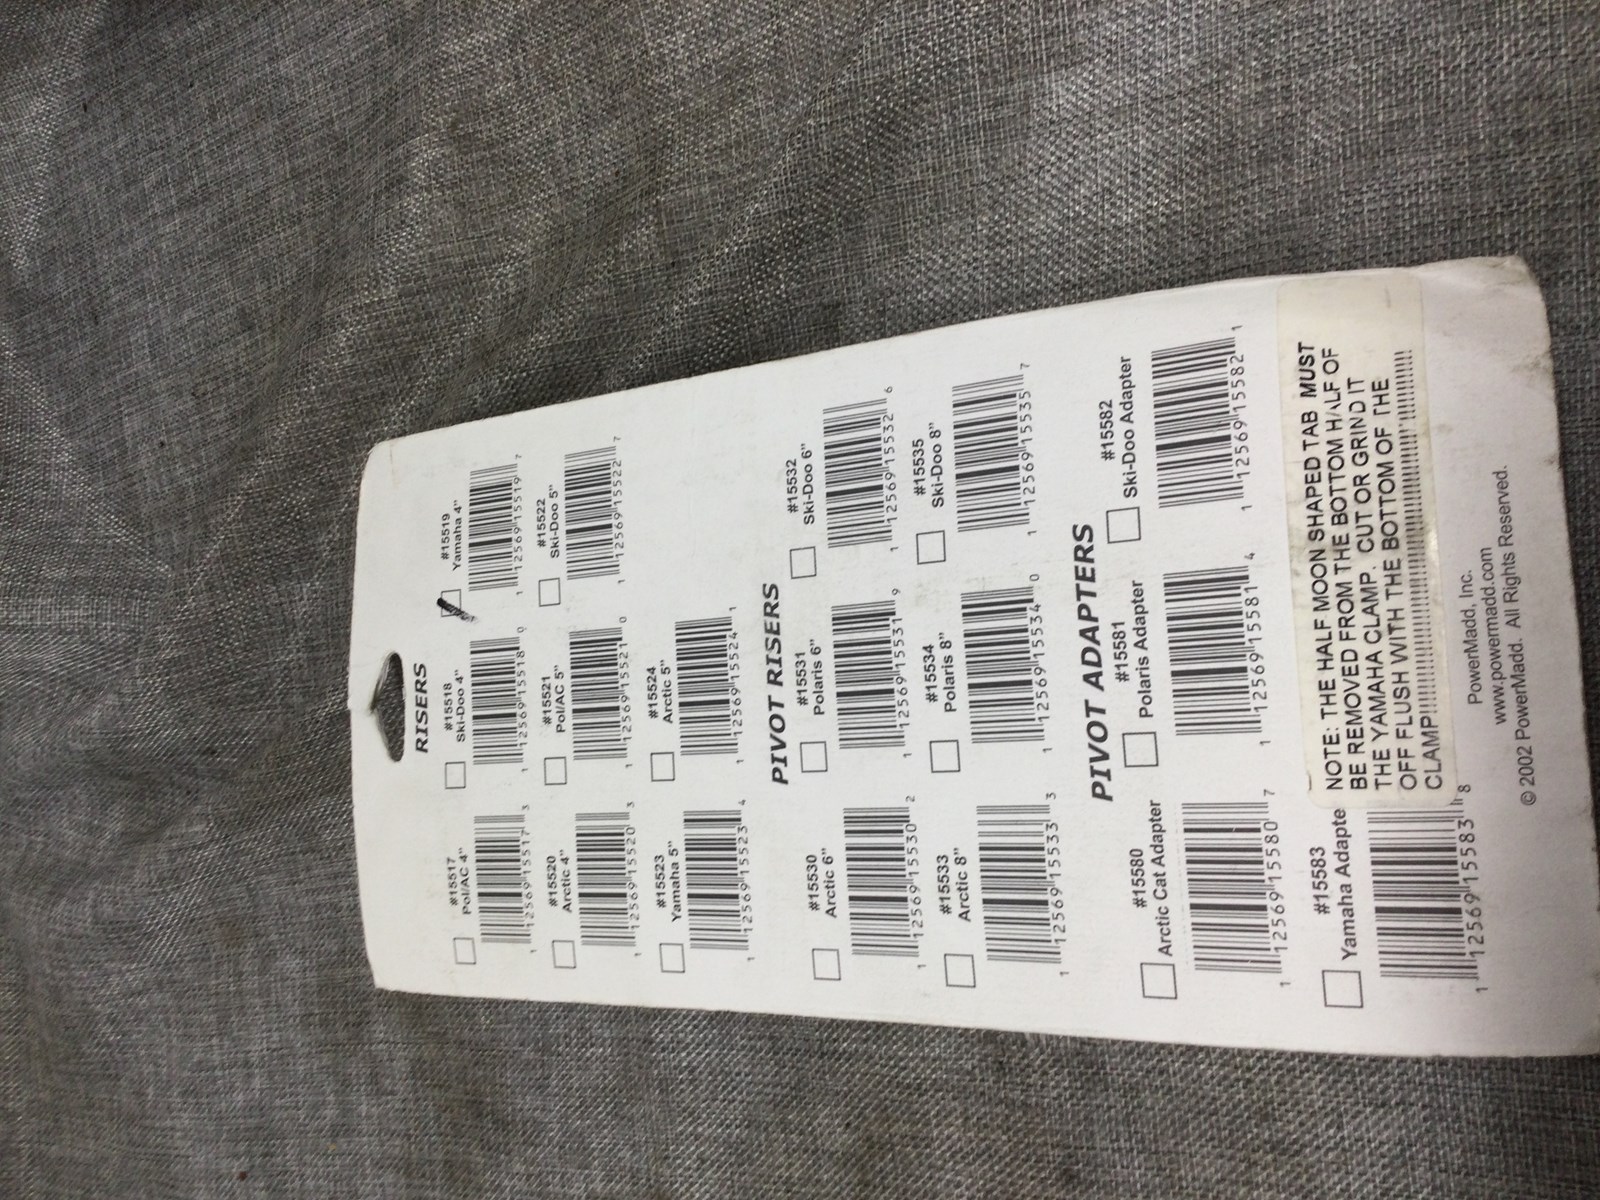 RISERS
#15517
Pol/AC 4"
1 12569 15517 3
#15518
Ski-Doo 4"
1 12569 15518 0
#15519
Yamaha 4"
1 12569 15519 7
#15520
Arctic 4"
1 12569 15520 3
#15521
Pol/AC 5"
1 12569 15521 0
#15522
Ski-Doo 5"
1 12569 15522 7
#15523
Yamaha 5"
1 12569 15523 4
#15524
Arctic 5"
1 12569 15524 1
PIVOT RISERS
#15530
Arctic 6"
1 12569 15530 2
#15531
Polaris 6"
1 12569 15531 9
#15532
Ski-Doo 6"
1 12569 15532 6
#15533
Arctic 8"
1 12569 15533 3
#15534
Polaris 8"
1 12569 15534 0
#15535
Ski-Doo 8"
1 12569 15535 7
PIVOT ADAPTERS
#15580
Arctic Cat Adapter
1 12569 15580 7
#15581
Polaris Adapter
1 12569 15581 4
#15582
Ski-Doo Adapter
1 12569 15582 1
#15583
Yamaha Adapte
1 12569 15583 8
NOTE: THE HALF MOON SHAPED TAB MUST
BE REMOVED FROM THE BOTTOM HALF OF
THE YAMAHA CLAMP. CUT OR GRIND IT
OFF FLUSH WITH THE BOTTOM OF THE
CLAMP!!!!!!!!!!!!!!!!!!!!!!!!!!!!!!!!!!!!!!!!!!!!!!!!!!!!!!!!!!!!!!!!!!!!!!!!
PowerMadd, Inc.
www.powermadd.com
© 2002 PowerMadd. All Rights Reserved.